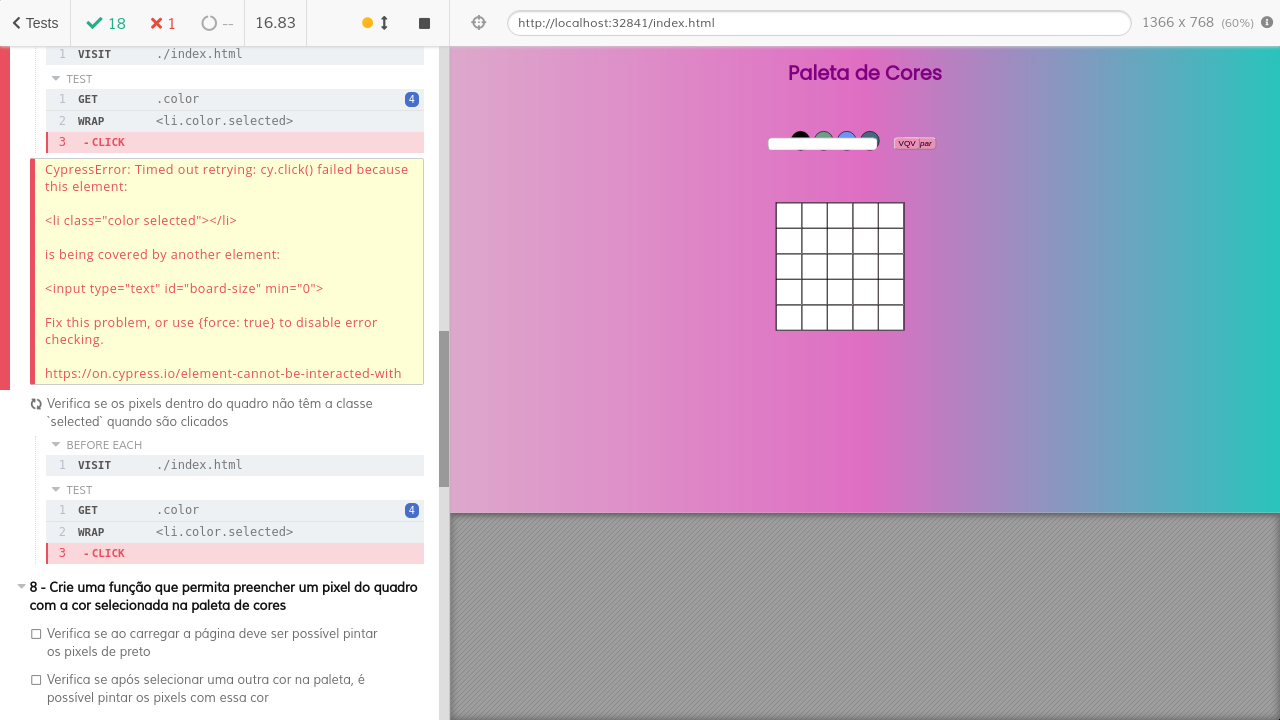 Tests 18 1 -- 16.83
http://localhost:32841/index.html 1366 x 768 (60%)
1 VISIT ./index.html
TEST
1 GET .color 4
2 WRAP <li.color.selected>
3 - CLICK
CypressError: Timed out retrying: cy.click() failed because
this element:
<li class="color selected"></li>
is being covered by another element:
<input type="text" id="board-size" min="0">
Fix this problem, or use {force: true} to disable error
checking.
https://on.cypress.io/element-cannot-be-interacted-with
Verifica se os pixels dentro do quadro não têm a classe
`selected` quando são clicados
BEFORE EACH
1 VISIT ./index.html
TEST
1 GET .color 4
2 WRAP <li.color.selected>
3 - CLICK
8 - Crie uma função que permita preencher um pixel do quadro
com a cor selecionada na paleta de cores
Verifica se ao carregar a página deve ser possível pintar
os pixels de preto
Verifica se após selecionar uma outra cor na paleta, é
possível pintar os pixels com essa cor
Paleta de Cores
VQV par